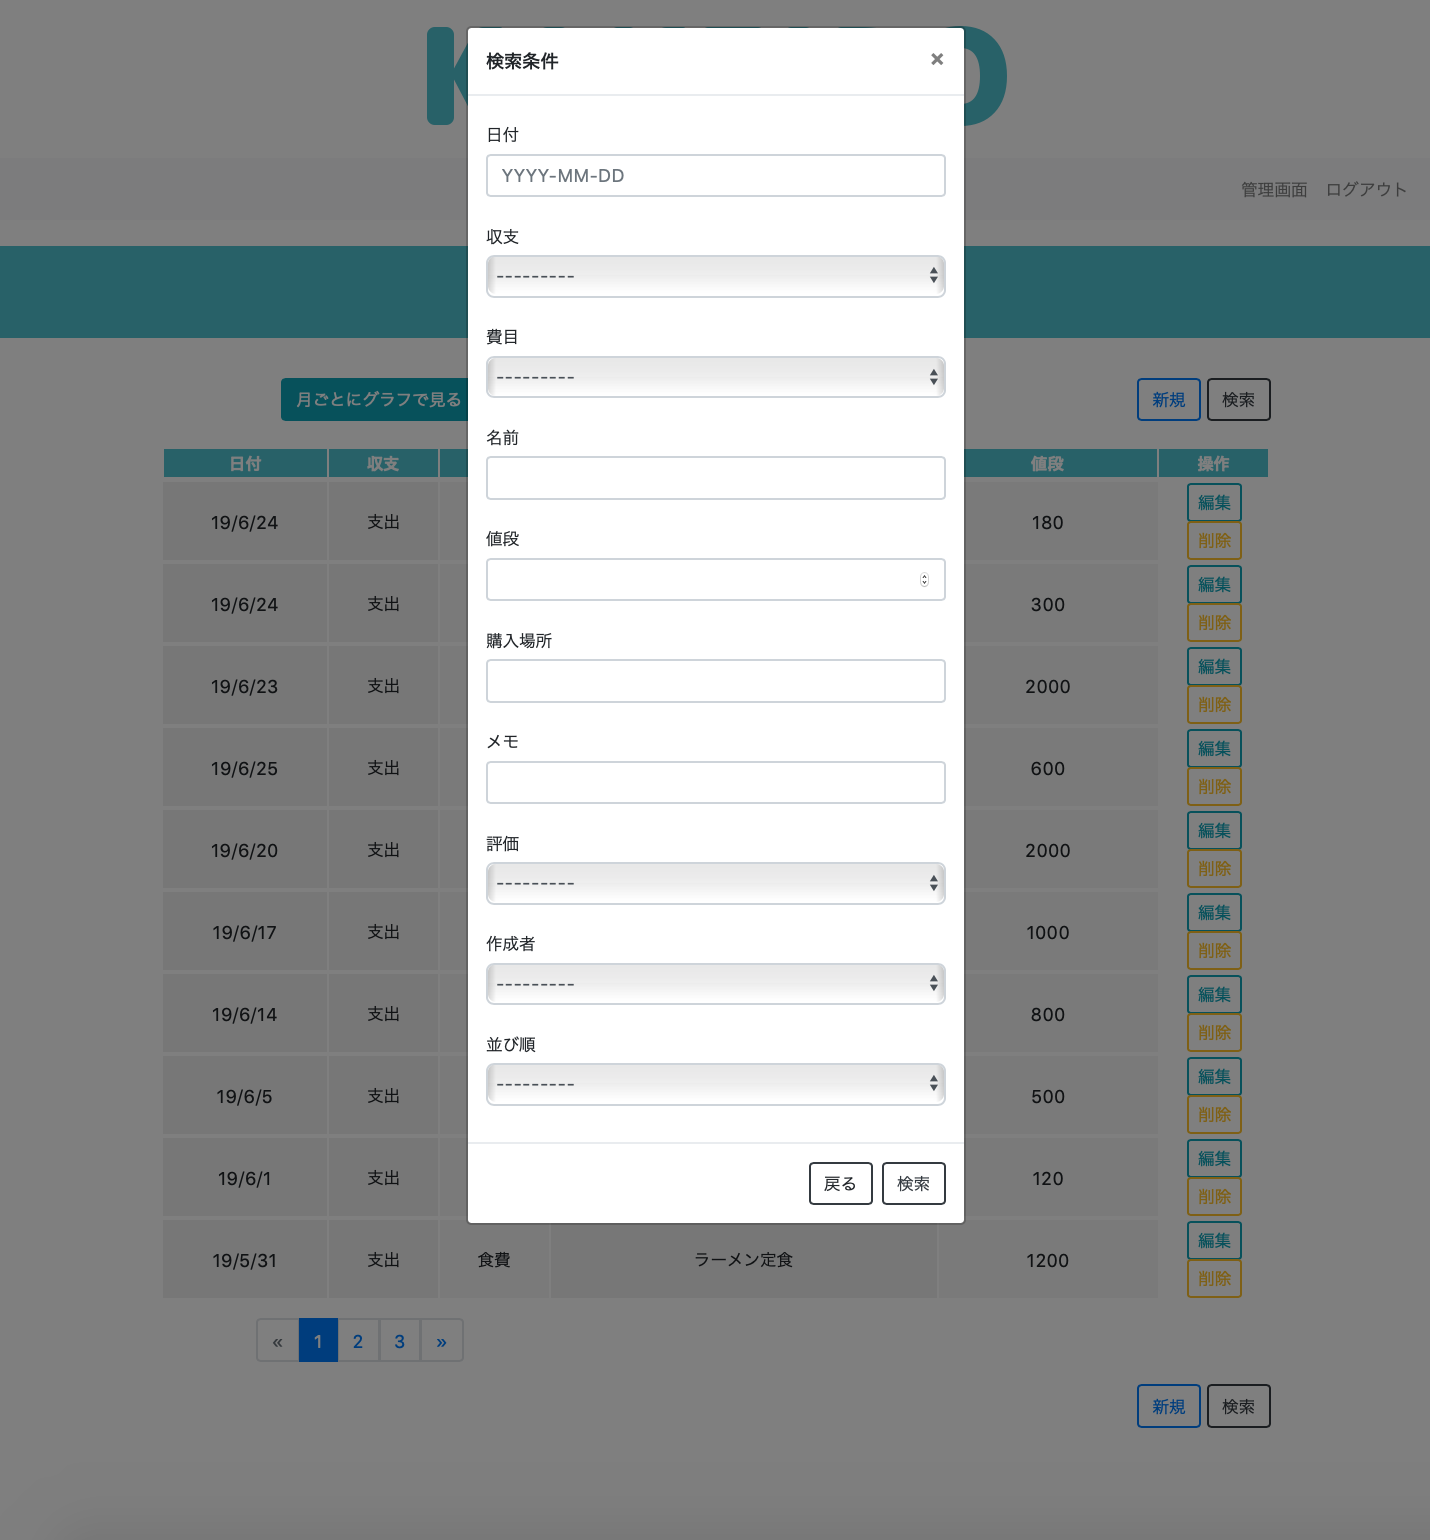 検索条件
×
管理画面 ログアウト
日付
YYYY-MM-DD
収支
---------
費目
---------
名前
値段
購入場所
メモ
評価
---------
作成者
---------
並び順
---------
戻る 検索
月ごとにグラフで見る
新規 検索
日付 収支 値段 操作
19/6/24 支出 180 編集 削除
19/6/24 支出 300 編集 削除
19/6/23 支出 2000 編集 削除
19/6/25 支出 600 編集 削除
19/6/20 支出 2000 編集 削除
19/6/17 支出 1000 編集 削除
19/6/14 支出 800 編集 削除
19/6/5 支出 500 編集 削除
19/6/1 支出 120 編集 削除
19/5/31 支出 食費 ラーメン定食 1200 編集 削除
« 1 2 3 »
新規 検索